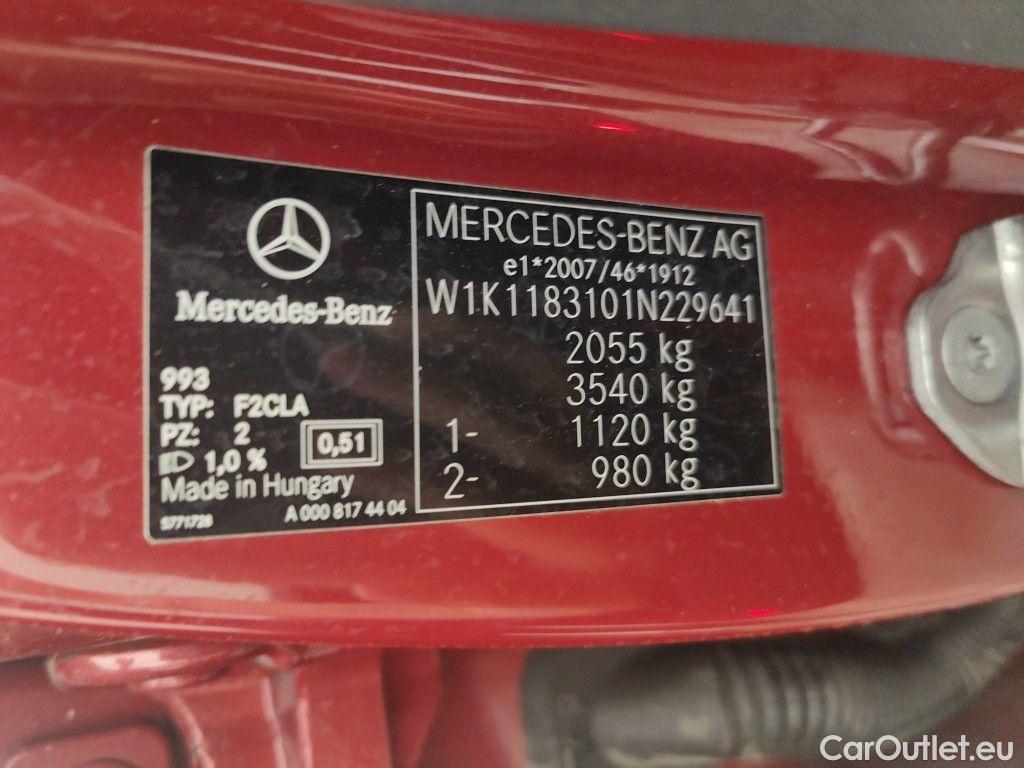 MERCEDES-BENZ AG
e1*2007/46*1912
W1K1183101N229641
2055 kg
3540 kg
1- 1120 kg
2- 980 kg
Mercedes-Benz
993
TYP: F2CLA
PZ: 2
0,51
1,0 %
Made in Hungary
A 000 817 44 04
CarOutlet.eu